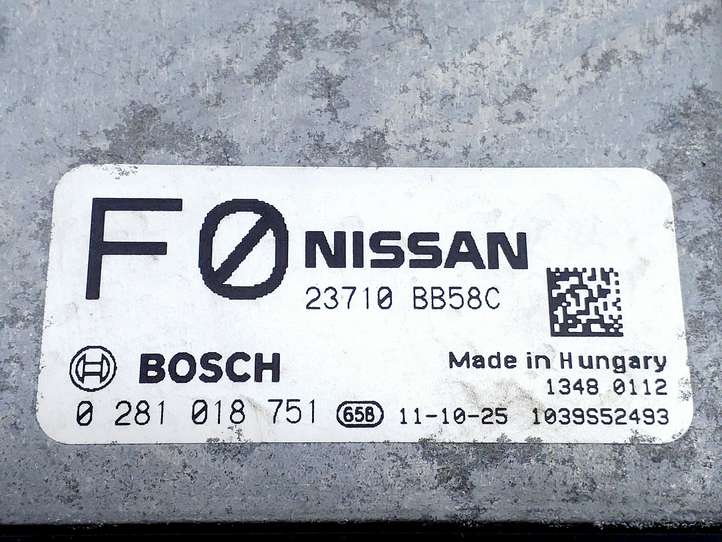 F0 NISSAN
23710 BB58C
BOSCH
Made in Hungary
1348 0112
0 281 018 751 65B 11-10-25 1039S52493